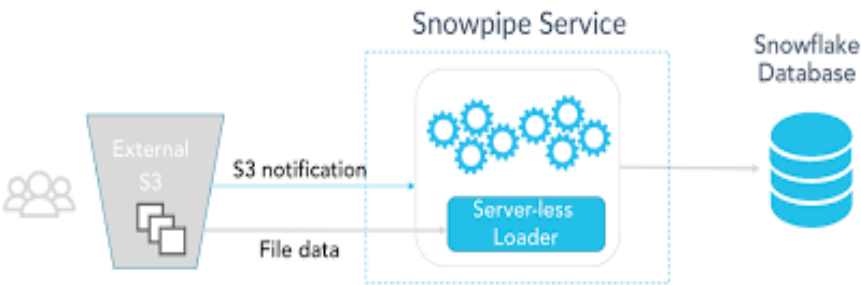 Snowpipe Service
Snowflake
Database
External
S3
S3 notification
File data
Server-less
Loader